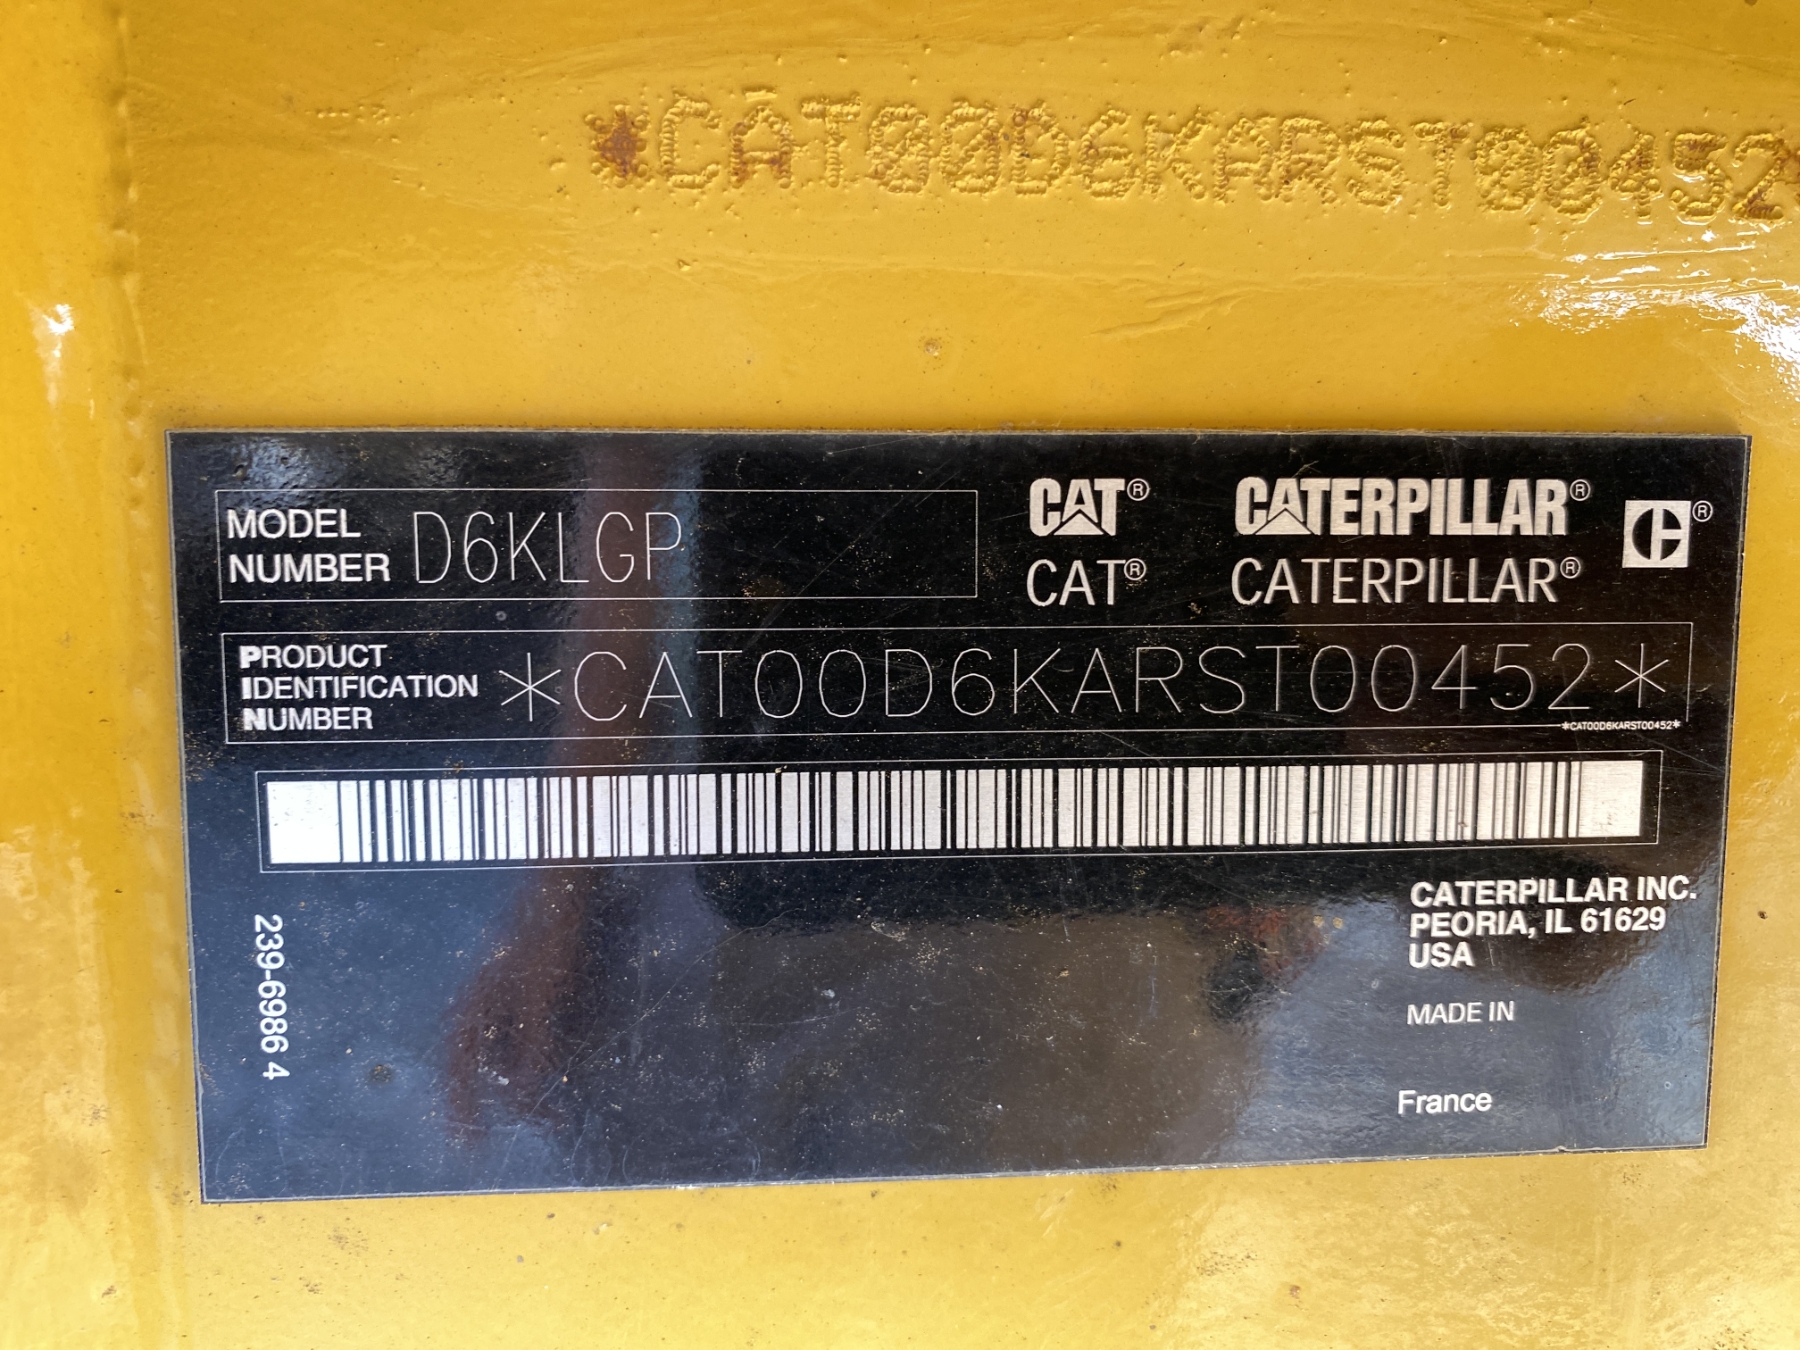 *CAT00D6KARST00452*
MODEL NUMBER D6KLGP
CAT® CATERPILLAR® C®
CAT® CATERPILLAR®
PRODUCT IDENTIFICATION NUMBER *CAT00D6KARST00452*
*CAT00D6KARST00452*
239-6986 4
CATERPILLAR INC.
PEORIA, IL 61629
USA
MADE IN
France